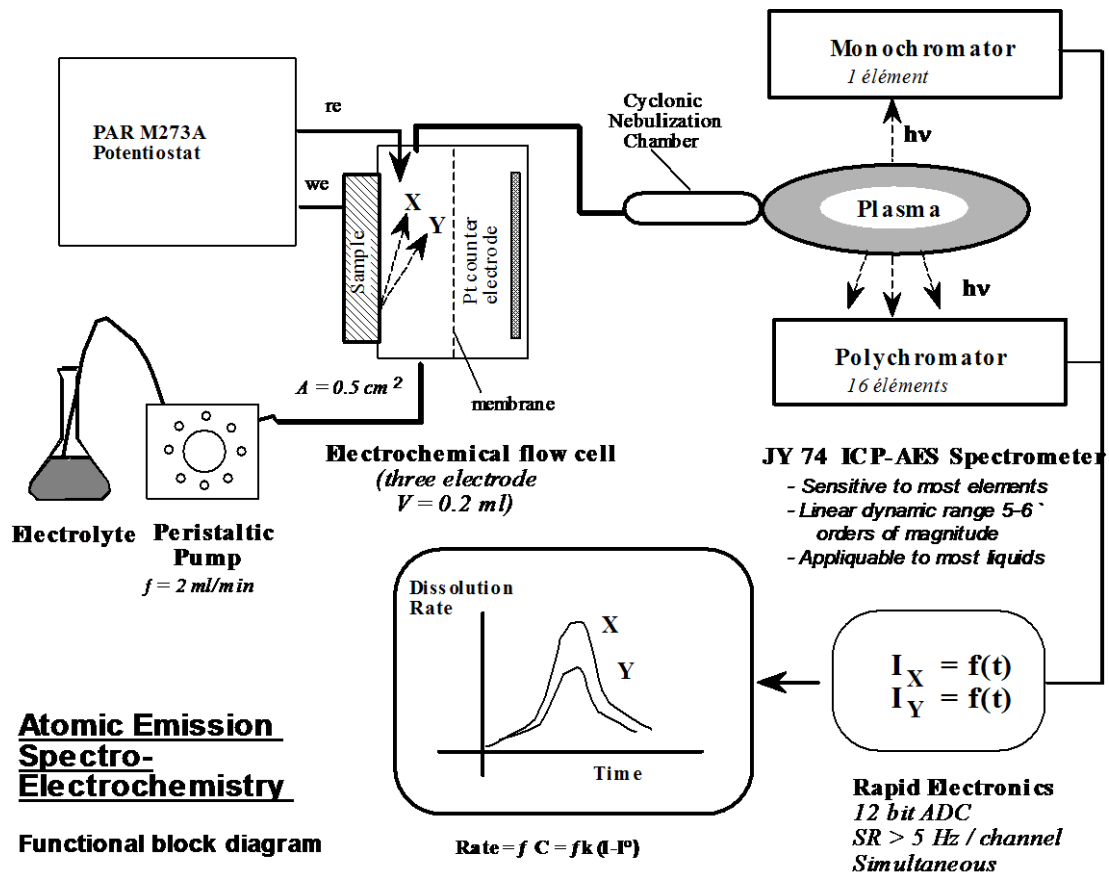 Monochromator
1 élément
re
PAR M273A
Potentiostat
Cyclonic
Nebulization
Chamber
hν
we
X
Y
Sample
Pt counter
electrode
Plasma
hν
Polychromator
16 éléments
A = 0.5 cm²
membrane
Electrochemical flow cell
(three electrode
V = 0.2 ml)
JY 74 ICP-AES Spectrometer
- Sensitive to most elements
- Linear dynamic range 5-6 `
orders of magnitude
- Appliquable to most liquids
Electrolyte
Peristaltic
Pump
f = 2 ml/min
Dissolution
Rate
X
Y
Time
I_X = f(t)
I_Y = f(t)
Atomic Emission
Spectro-
Electrochemistry
Functional block diagram
Rate = f C = fk (I-I°)
Rapid Electronics
12 bit ADC
SR > 5 Hz / channel
Simultaneous